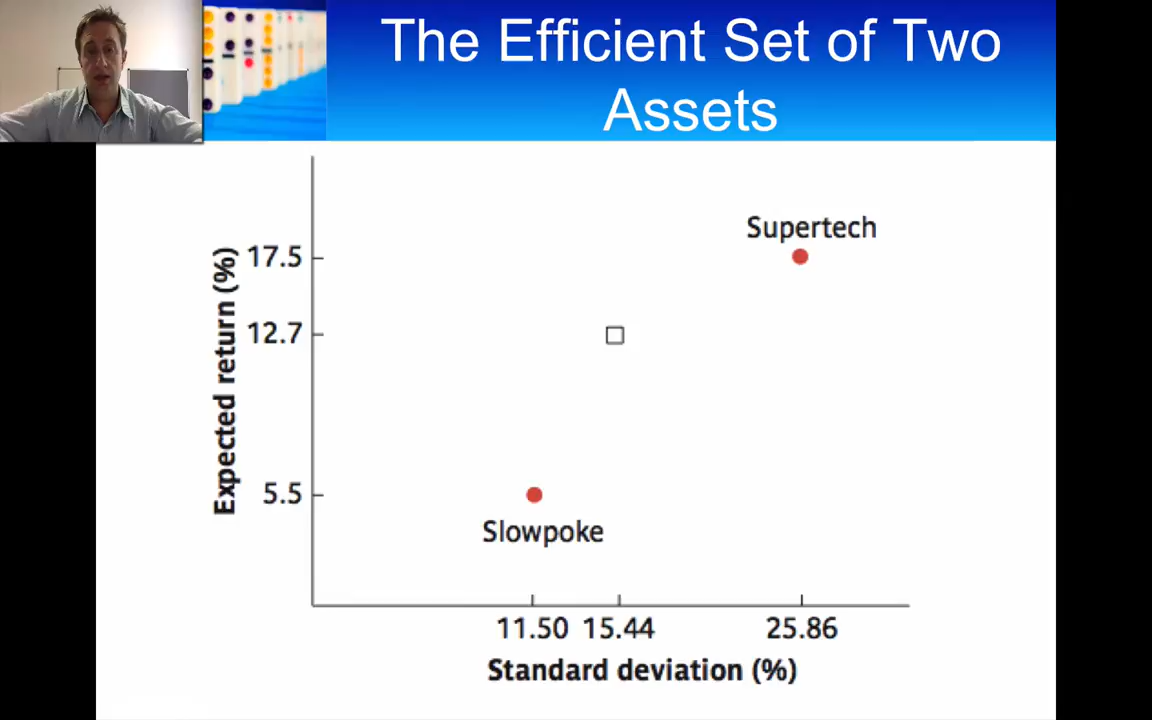 The Efficient Set of Two
Assets
Supertech
17.5
12.7
5.5
Expected return (%)
Slowpoke
11.50 15.44 25.86
Standard deviation (%)